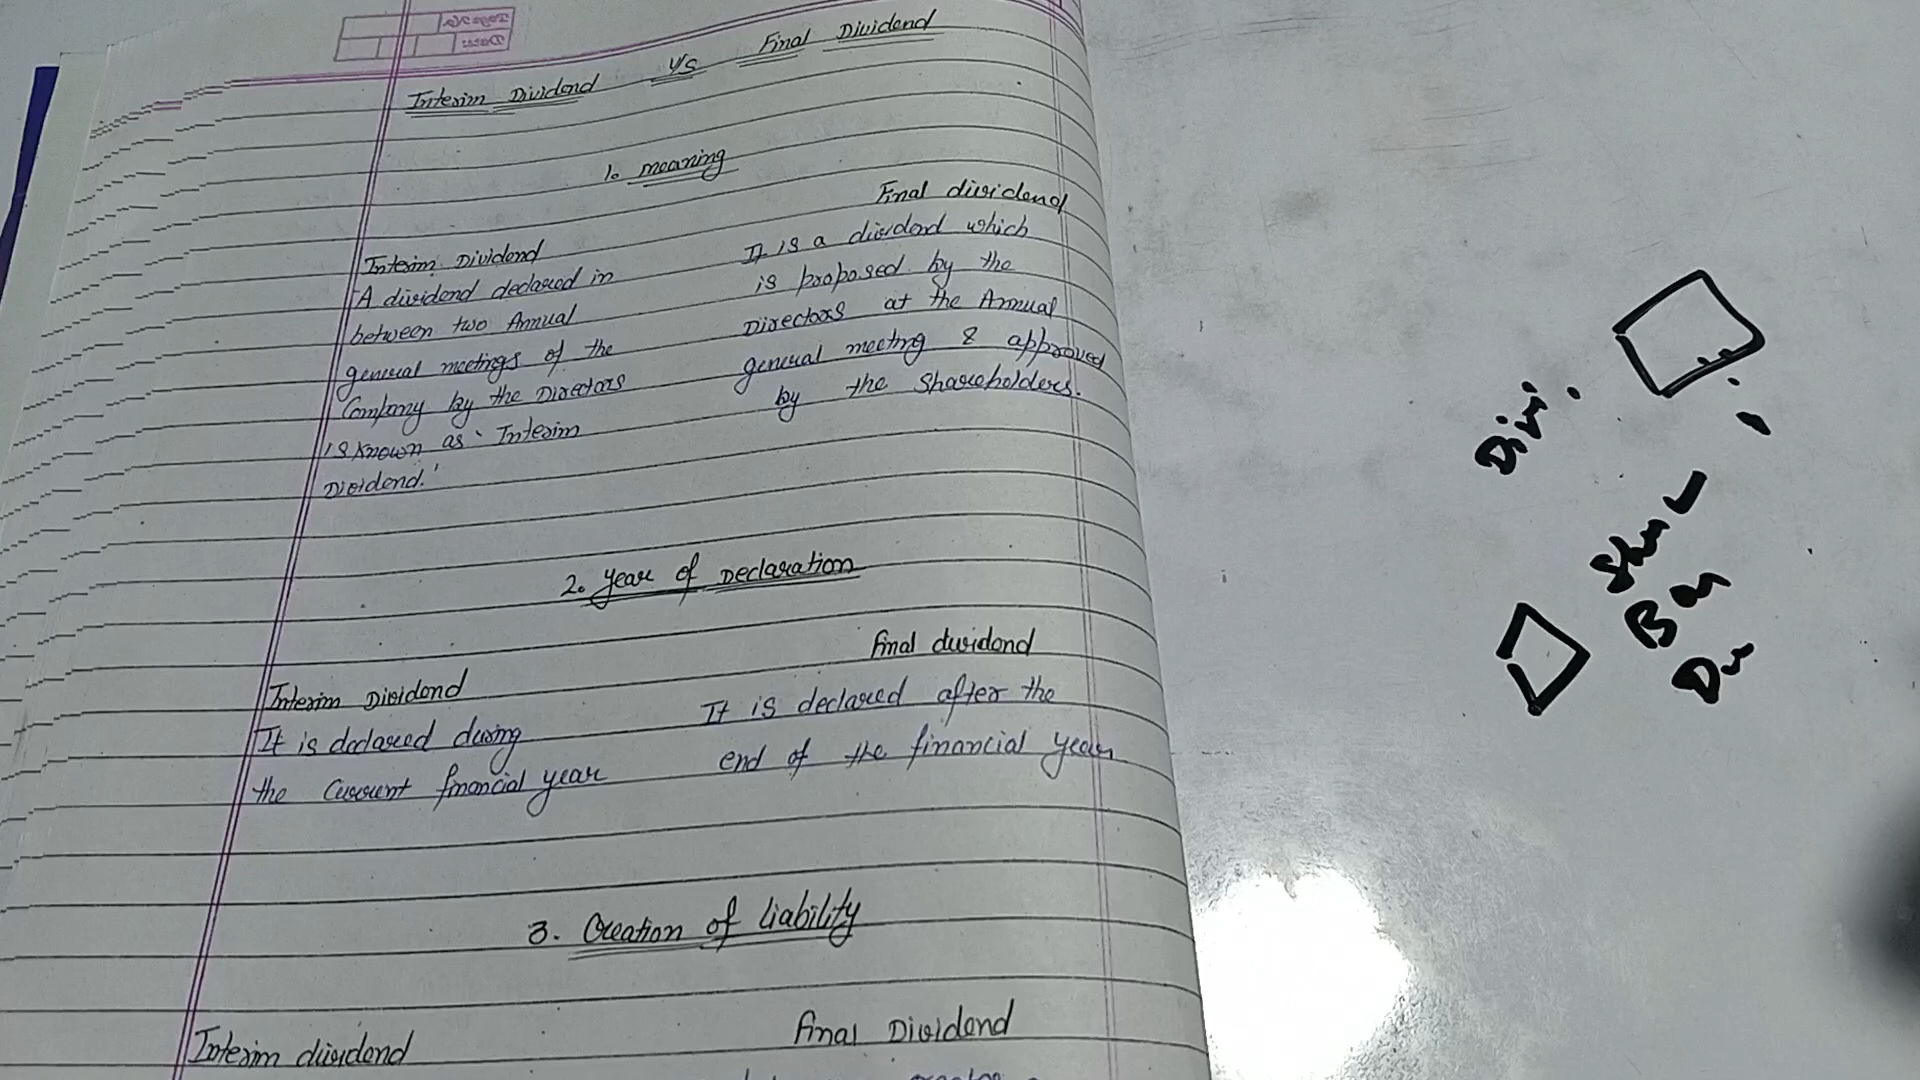 Interim Dividend v/s Final Dividend
1. meaning
Interim Dividend
A dividend declared in
between two Annual
general meetings of the
Company by the Directors
is known as 'Interim
Dividend.'
Final dividend
It is a dividend which
is proposed by the
Directors at the Annual
general meeting & approved
by the Shareholders.
2. Year of Declaration
Interim Dividend
It is declared during
the Current financial year
Final dividend
It is declared after the
end of the financial year
3. Creation of liability
Interim dividend
Final Dividend
Divi.